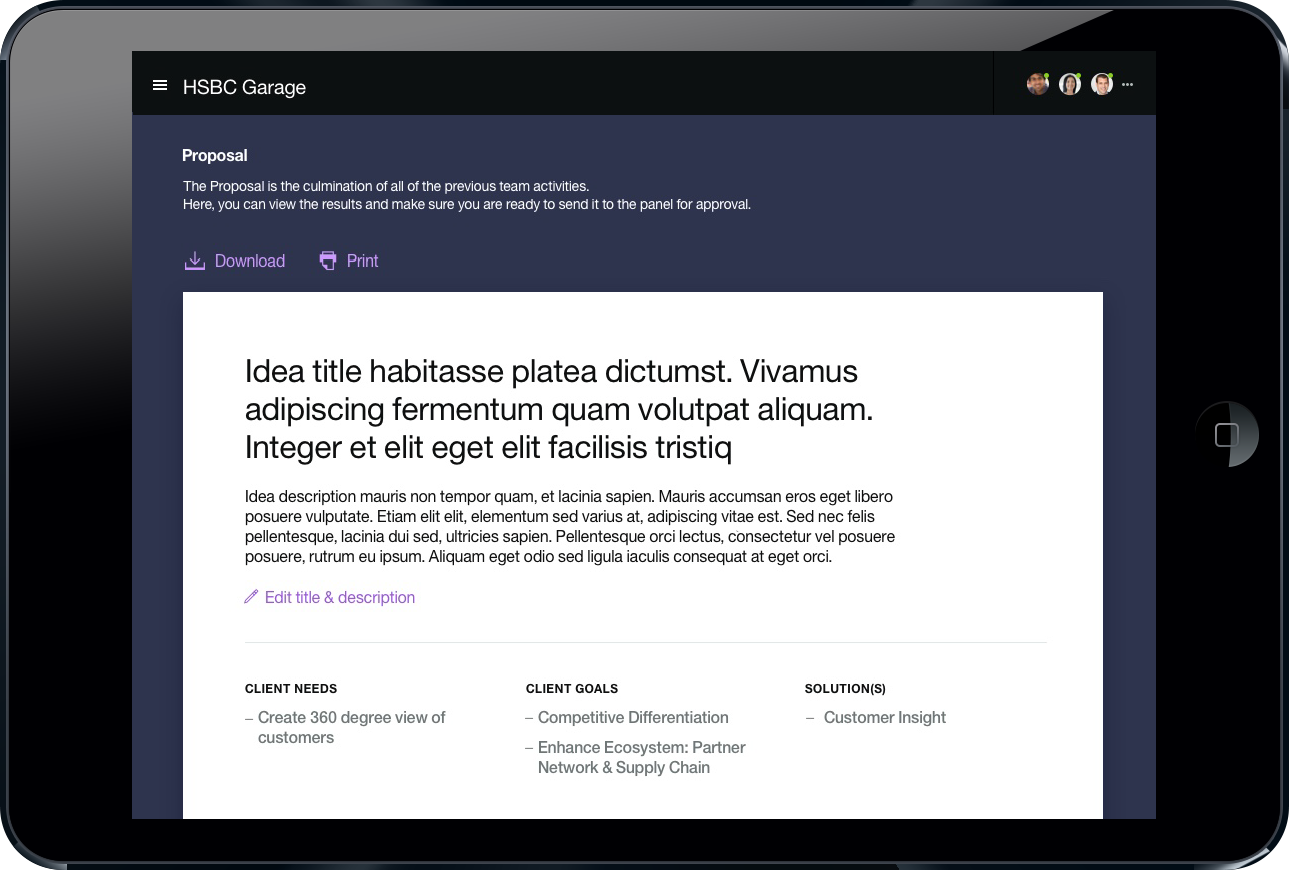 HSBC Garage
Proposal
The Proposal is the culmination of all of the previous team activities.
Here, you can view the results and make sure you are ready to send it to the panel for approval.
Download
Print
Idea title habitasse platea dictumst. Vivamus
adipiscing fermentum quam volutpat aliquam.
Integer et elit eget elit facilisis tristiq
Idea description mauris non tempor quam, et lacinia sapien. Mauris accumsan eros eget libero
posuere vulputate. Etiam elit elit, elementum sed varius at, adipiscing vitae est. Sed nec felis
pellentesque, lacinia dui sed, ultricies sapien. Pellentesque orci lectus, consectetur vel posuere
posuere, rutrum eu ipsum. Aliquam eget odio sed ligula iaculis consequat at eget orci.
Edit title & description
CLIENT NEEDS
– Create 360 degree view of
customers
CLIENT GOALS
– Competitive Differentiation
– Enhance Ecosystem: Partner
Network & Supply Chain
SOLUTION(S)
– Customer Insight